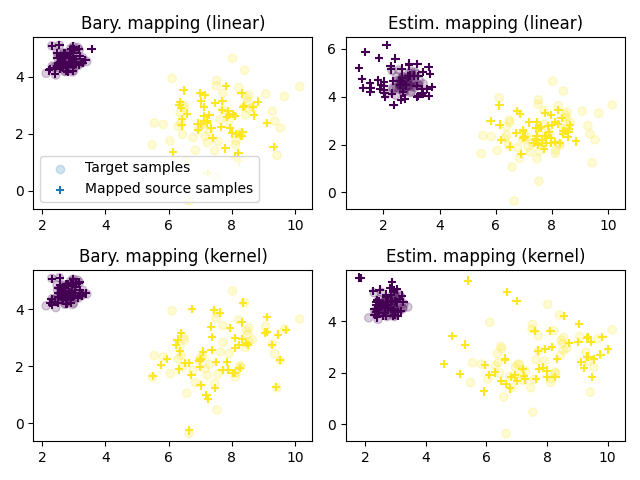 Bary. mapping (linear)
Estim. mapping (linear)
4
2
0
Target samples
Mapped source samples
2 4 6 8 10
6
4
2
0
2 4 6 8 10
Bary. mapping (kernel)
Estim. mapping (kernel)
4
2
0
2 4 6 8 10
4
2
0
2 4 6 8 10